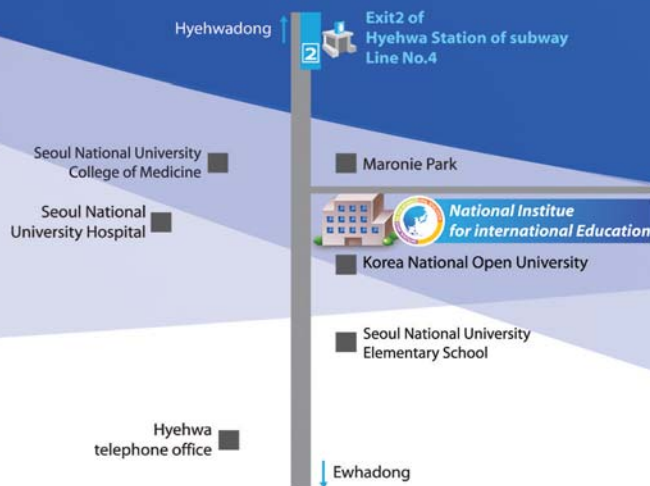 Exit2 of
Hyehwa Station of subway
Line No.4
Hyehwadong
2
Seoul National University
College of Medicine
Maronie Park
Seoul National
University Hospital
National Institue
for international Education
Korea National Open University
Seoul National University
Elementary School
Hyehwa
telephone office
Ewhadong